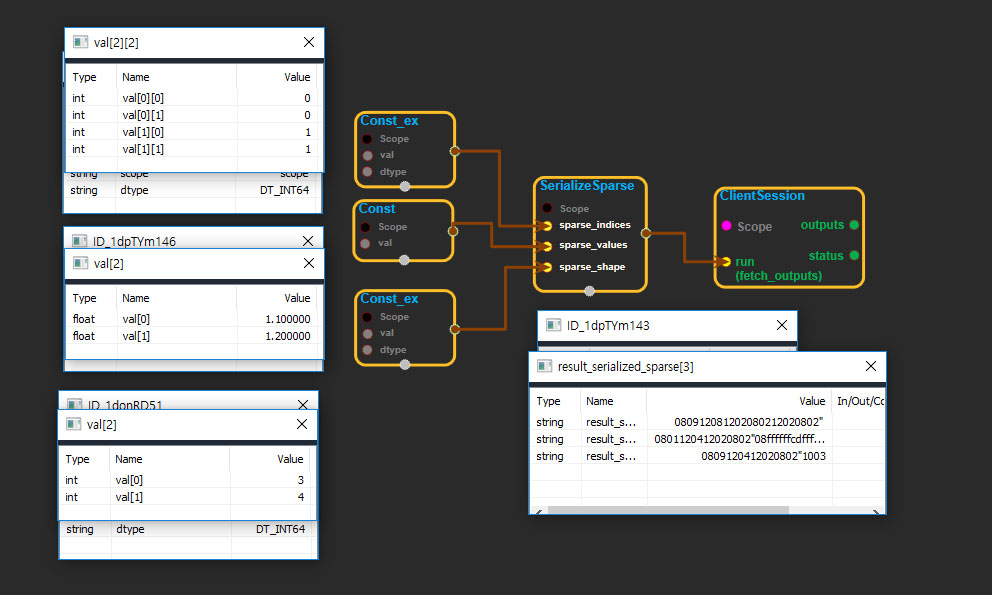 val[2][2]
Type Name Value
int val[0][0] 0
int val[0][1] 0
int val[1][0] 1
int val[1][1] 1
string scope scope
string dtype DT_INT64
ID_1dpTYm146
val[2]
Type Name Value
float val[0] 1.100000
float val[1] 1.200000
ID_1donRD51
val[2]
Type Name Value
int val[0] 3
int val[1] 4
string dtype DT_INT64
Const_ex
Scope
val
dtype
Const
Scope
val
Const_ex
Scope
val
dtype
SerializeSparse
Scope
sparse_indices
sparse_values
sparse_shape
ClientSession
Scope outputs
status
run
(fetch_outputs)
ID_1dpTYm143
result_serialized_sparse[3]
Type Name Value In/Out/Co
string result_s... 080912081202080212020802"
string result_s... 0801120412020802"08ffffffcdfff...
string result_s... 0809120412020802"1003